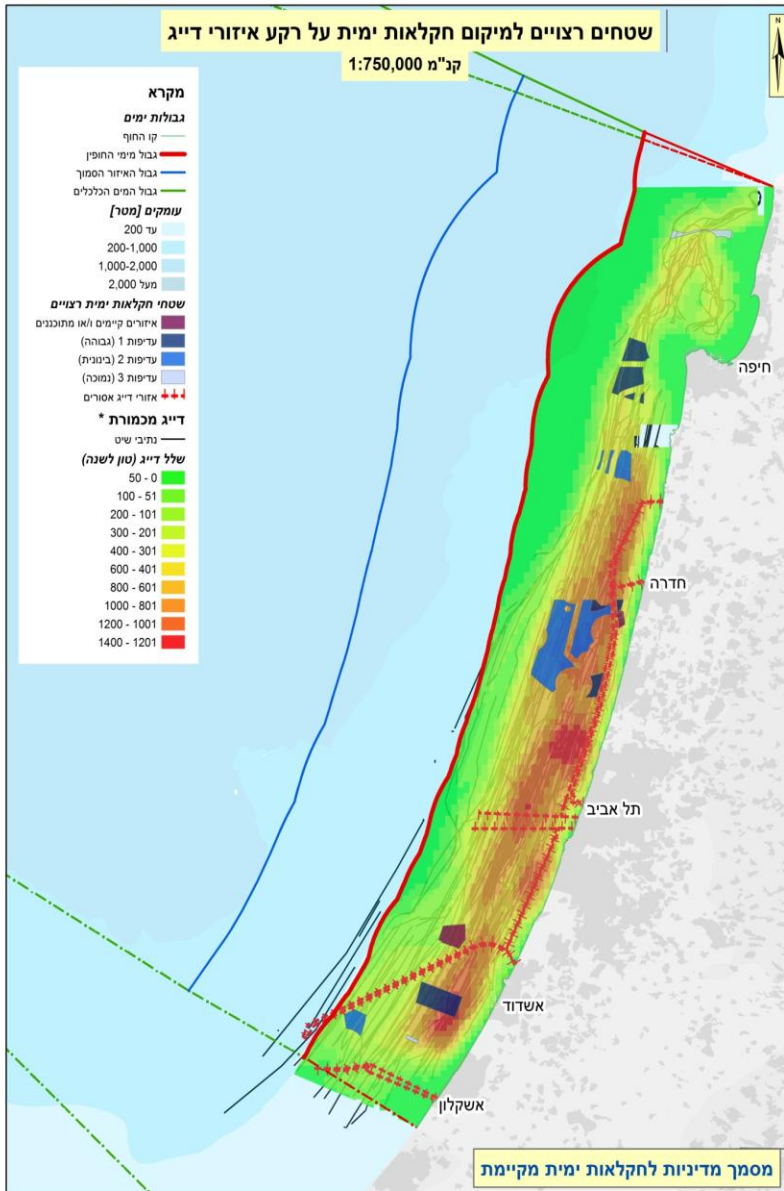 שטחים רצויים למיקום חקלאות ימית על רקע איזורי דייג
קנ"מ 1:750,000
N
מקרא
גבולות ימים
קו החוף
גבול מימי החופין
גבול האיזור הסמוך
גבול המים הכלכלים
עומקים [מטר]
עד 200
200-1,000
1,000-2,000
מעל 2,000
שטחי חקלאות ימית רצויים
איזורים קיימים ו/או מתוכננים
עדיפות 1 (גבוהה)
עדיפות 2 (בינונית)
עדיפות 3 (נמוכה)
אזורי דייג אסורים
דייג מכמורת *
נתיבי שיט
שלל דייג (טון לשנה)
50 - 0
100 - 51
200 - 101
300 - 201
400 - 301
600 - 401
800 - 601
1000 - 801
1200 - 1001
1400 - 1201
חיפה
חדרה
תל אביב
אשדוד
אשקלון
מסמך מדיניות לחקלאות ימית מקיימת